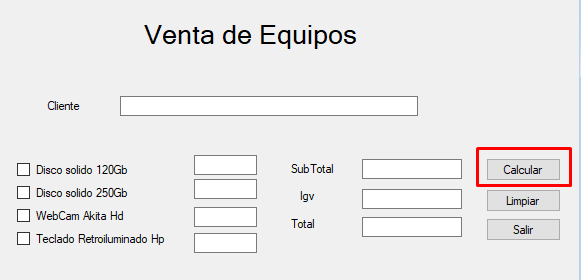 Venta de Equipos
Cliente
Disco solido 120Gb
Disco solido 250Gb
WebCam Akita Hd
Teclado Retroiluminado Hp
SubTotal
Igv
Total
Calcular
Limpiar
Salir